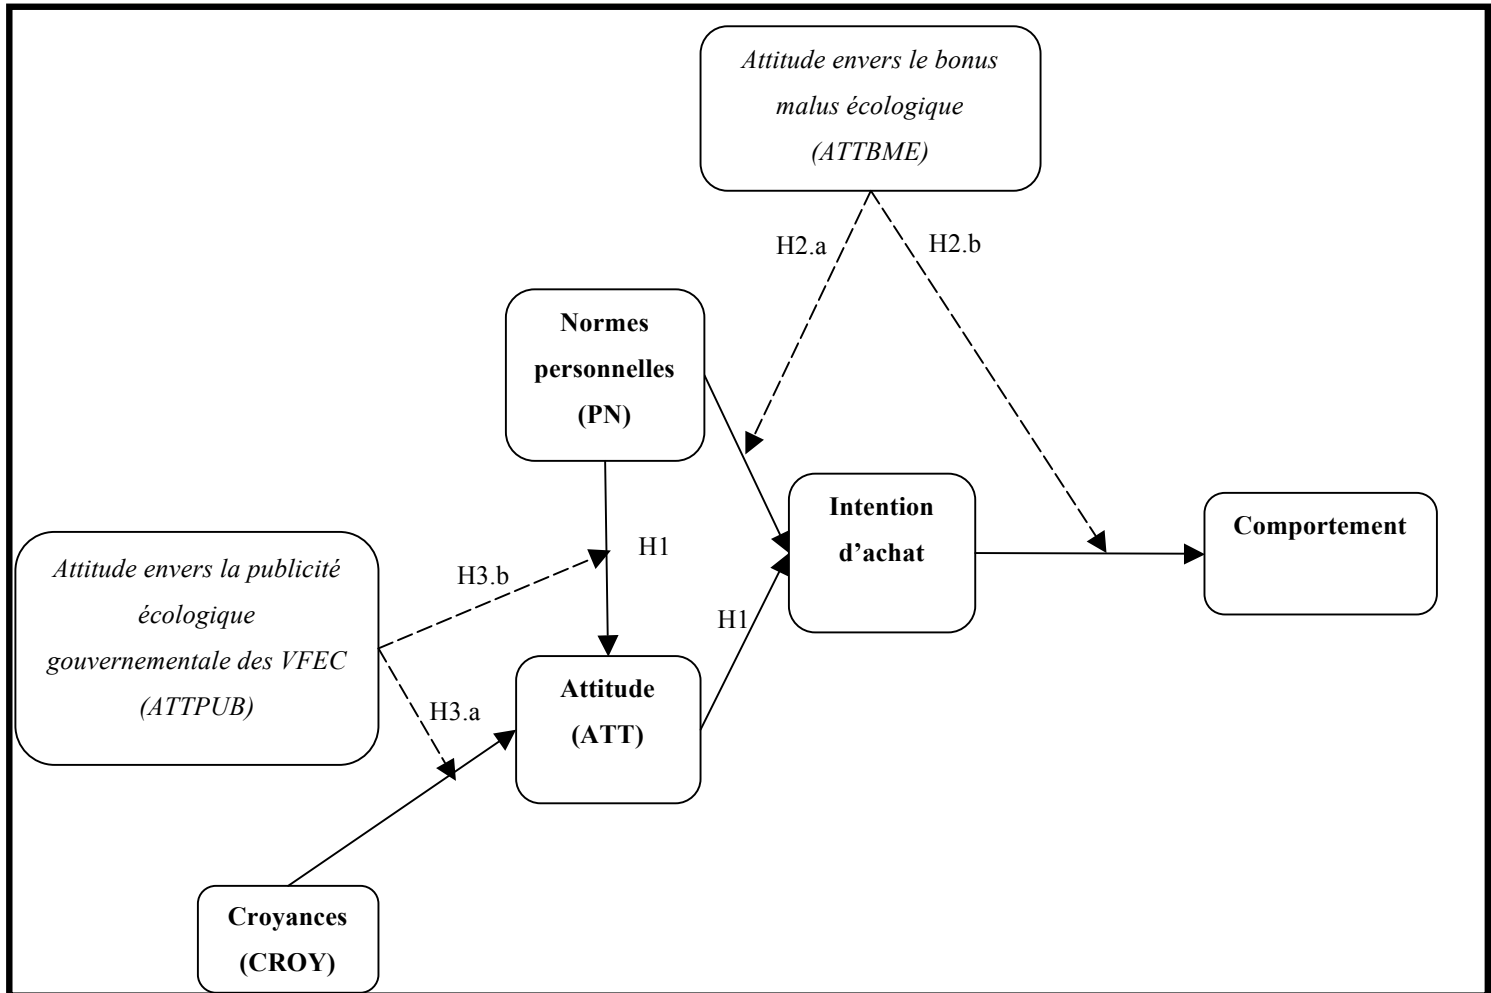 Attitude envers le bonus
malus écologique
(ATTBME)
H2.a
H2.b
Normes
personnelles
(PN)
Intention
d’achat
Comportement
H1
Attitude envers la publicité
écologique
gouvernementale des VFEC
(ATTPUB)
H3.b
H1
H3.a
Attitude
(ATT)
Croyances
(CROY)